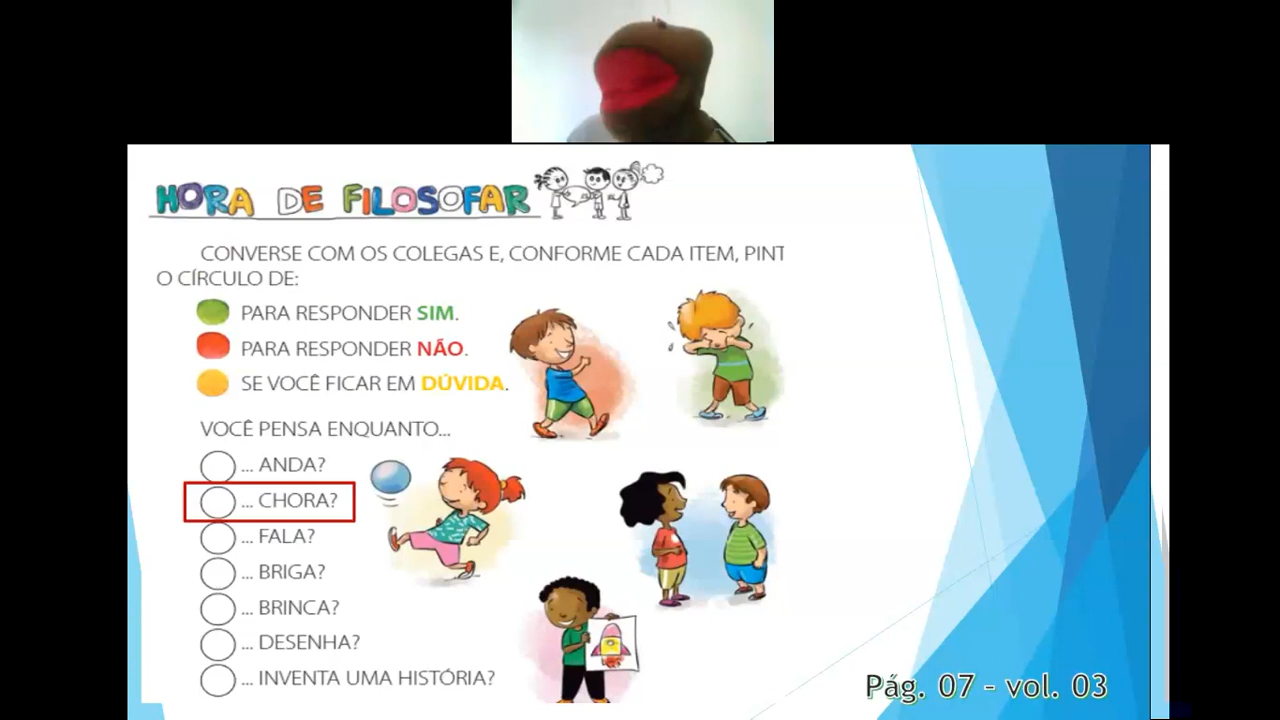 HORA DE FILOSOFAR
CONVERSE COM OS COLEGAS E, CONFORME CADA ITEM, PINT
O CÍRCULO DE:
PARA RESPONDER SIM.
PARA RESPONDER NÃO.
SE VOCÊ FICAR EM DÚVIDA.
VOCÊ PENSA ENQUANTO...
... ANDA?
... CHORA?
... FALA?
... BRIGA?
... BRINCA?
... DESENHA?
... INVENTA UMA HISTÓRIA?
Pág. 07 - vol. 03